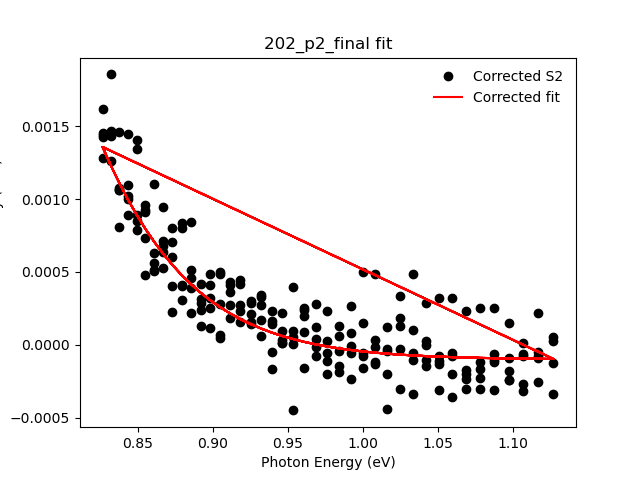 202_p2_final fit
Corrected S2
Corrected fit
0.0015
0.0010
0.0005
0.0000
−0.0005
0.85
0.90
0.95
1.00
1.05
1.10
Photon Energy (eV)